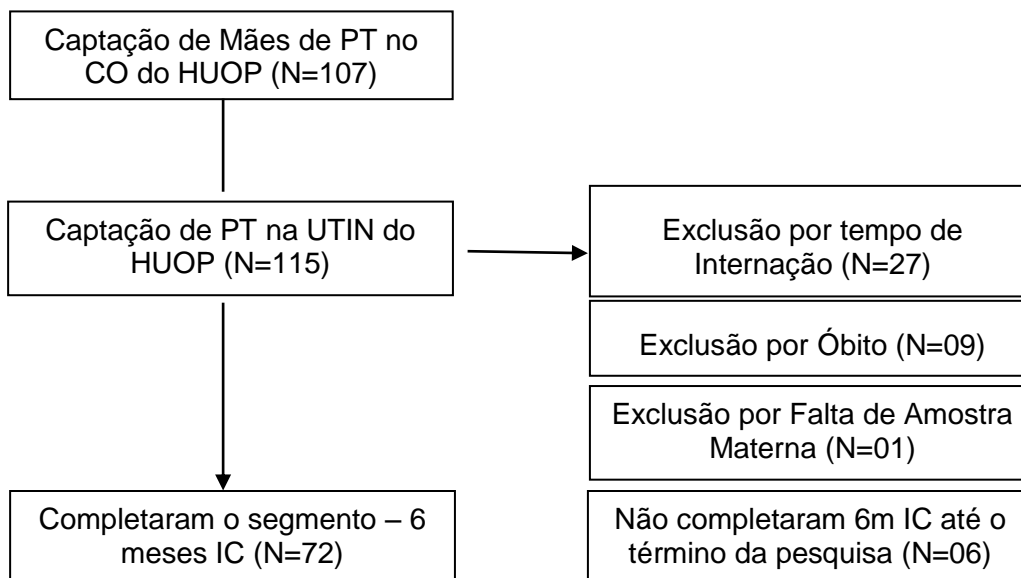 Captação de Mães de PT no
CO do HUOP (N=107)
Captação de PT na UTIN do
HUOP (N=115)
Exclusão por tempo de
Internação (N=27)
Exclusão por Óbito (N=09)
Exclusão por Falta de Amostra
Materna (N=01)
Completaram o segmento – 6
meses IC (N=72)
Não completaram 6m IC até o
término da pesquisa (N=06)